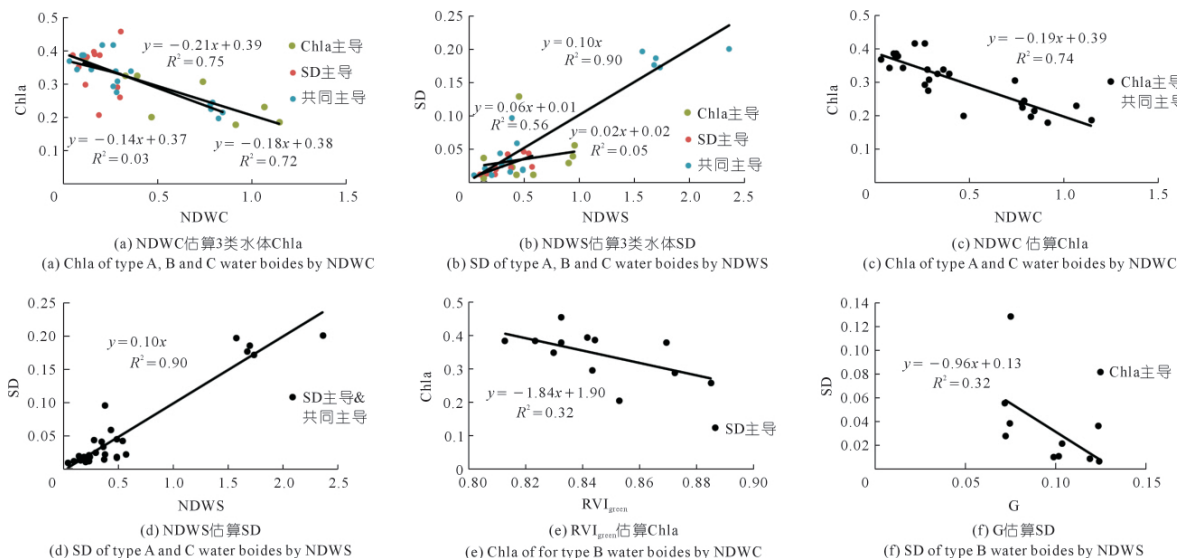 Chla
0.5
0.4
0.3
0.2
0.1
0
0.5
1.0
1.5
NDWC
y=−0.21x+0.39
R²=0.75
y=−0.14x+0.37
R²=0.03
y=−0.18x+0.38
R²=0.72
Chla主导
SD主导
共同主导
(a) NDWC估算3类水体Chla
(a) Chla of type A, B and C water boides by NDWC
SD
0.25
0.20
0.15
0.10
0.05
0
0.5
1.0
1.5
2.0
2.5
NDWS
y=0.10x
R²=0.90
y=0.06x+0.01
R²=0.56
y=0.02x+0.02
R²=0.05
Chla主导
SD主导
共同主导
(b) NDWS估算3类水体SD
(b) SD of type A, B and C water boides by NDWS
Chla
0.5
0.4
0.3
0.2
0.1
0
0.5
1.0
1.5
NDWC
y=−0.19x+0.39
R²=0.74
Chla主导
共同主导
(c) NDWC 估算Chla
(c) Chla of type A and C water boides by NDWC
SD
0.25
0.20
0.15
0.10
0.05
0
0.5
1.0
1.5
2.0
2.5
NDWS
y=0.10x
R²=0.90
SD主导&
共同主导
(d) NDWS估算SD
(d) SD of type A and C water boides by NDWS
Chla
0.5
0.4
0.3
0.2
0.1
0
0.80
0.82
0.84
0.86
0.88
0.90
RVIgreen
y=−1.84x+1.90
R²=0.32
SD主导
(e) RVIgreen估算Chla
(e) Chla of for type B water boides by NDWC
SD
0.14
0.12
0.10
0.08
0.06
0.04
0.02
0
0.05
0.10
0.15
G
y=−0.96x+0.13
R²=0.32
Chla主导
(f) G估算SD
(f) SD of type B water boides by NDWS